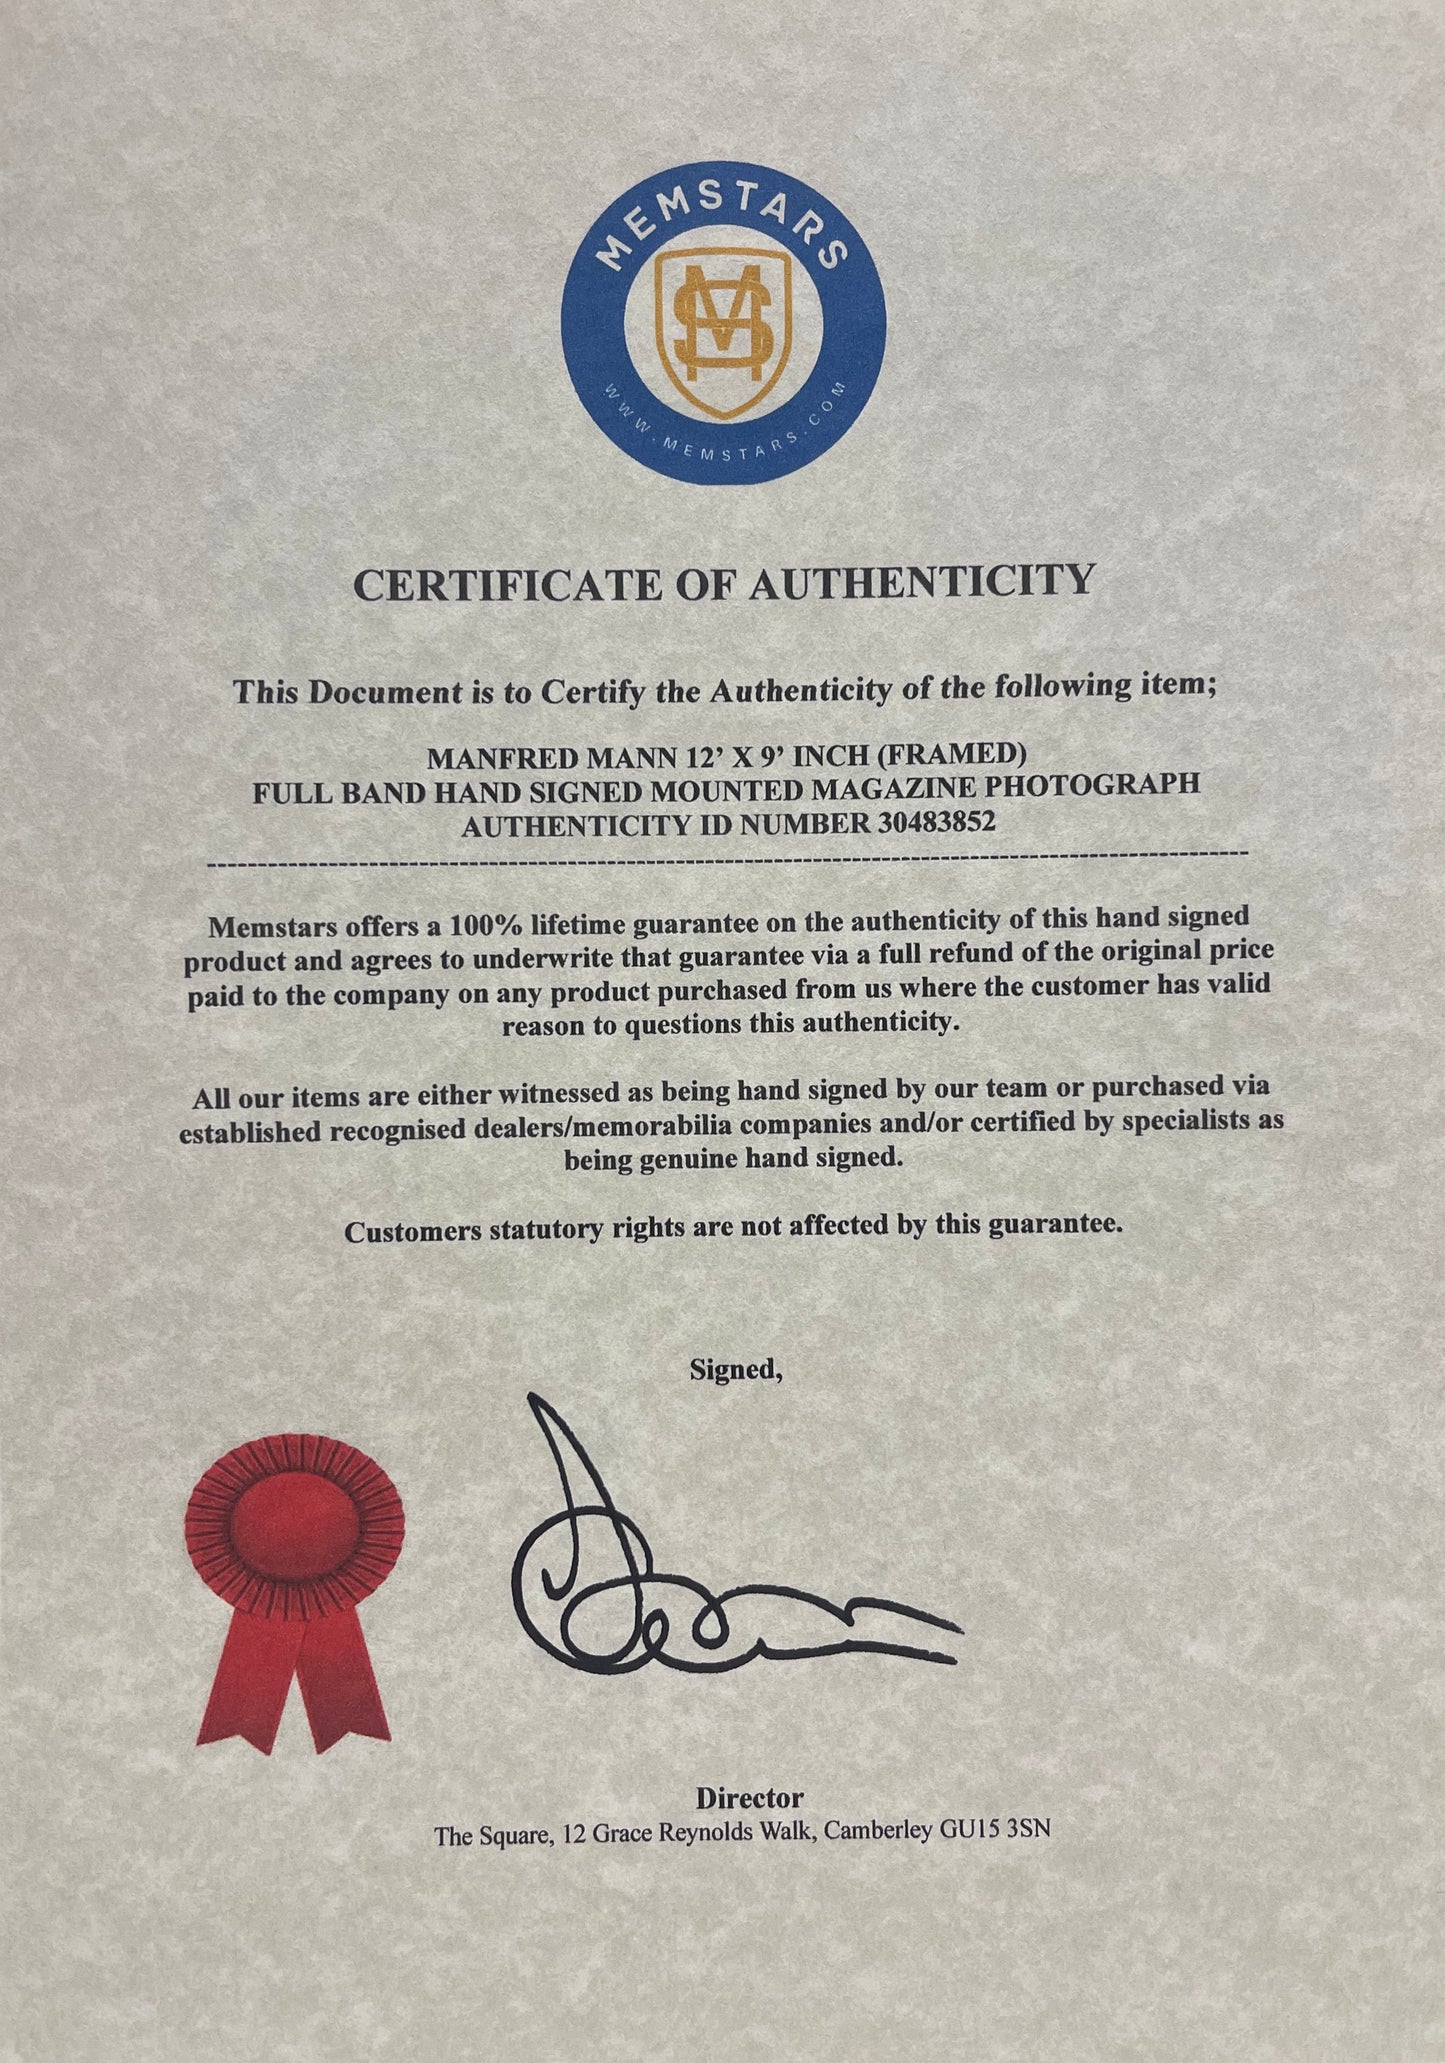 MEMSTARS
WWW.MEMSTARS.COM
CERTIFICATE OF AUTHENTICITY
This Document is to Certify the Authenticity of the following item;
MANFRED MANN 12’ X 9’ INCH (FRAMED)
FULL BAND HAND SIGNED MOUNTED MAGAZINE PHOTOGRAPH
AUTHENTICITY ID NUMBER 30483852
Memstars offers a 100% lifetime guarantee on the authenticity of this hand signed
product and agrees to underwrite that guarantee via a full refund of the original price
paid to the company on any product purchased from us where the customer has valid
reason to questions this authenticity.
All our items are either witnessed as being hand signed by our team or purchased via
established recognised dealers/memorabilia companies and/or certified by specialists as
being genuine hand signed.
Customers statutory rights are not affected by this guarantee.
Signed,
Director
The Square, 12 Grace Reynolds Walk, Camberley GU15 3SN